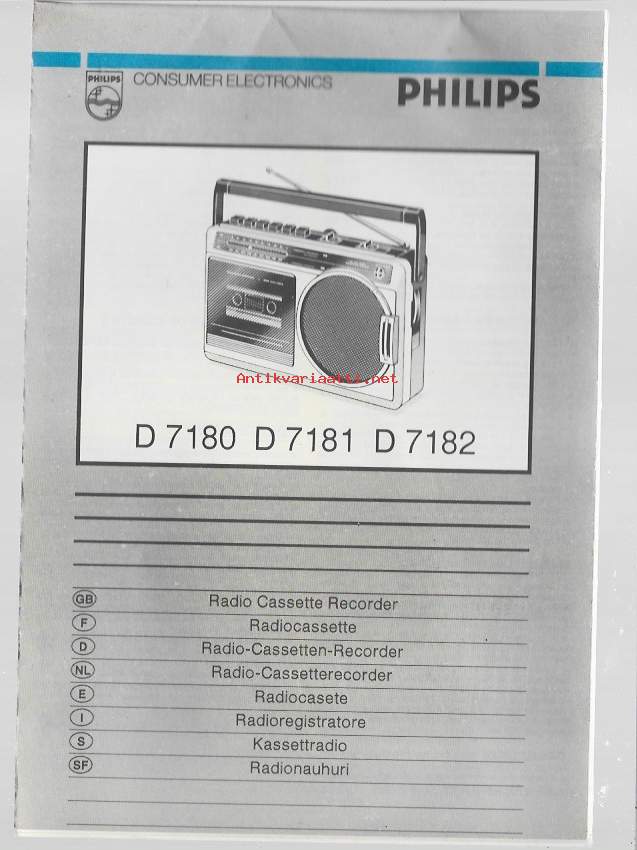 PHILIPS
CONSUMER ELECTRONICS
PHILIPS
Antikvariaatti.net
D 7180 D 7181 D 7182
GB Radio Cassette Recorder
F Radiocassette
D Radio-Cassetten-Recorder
NL Radio-Cassetterecorder
E Radiocasete
I Radioregistratore
S Kassettradio
SF Radionauhuri